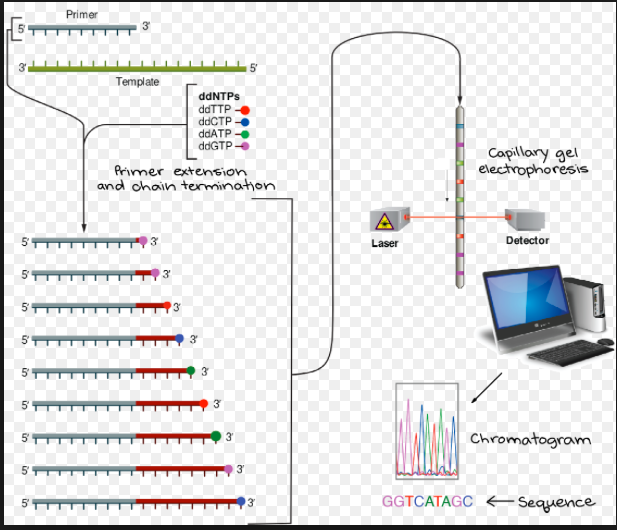 Primer
5' 3'
3' 5'
Template
ddNTPs
ddTTP
ddCTP
ddATP
ddGTP
Primer extension
and chain termination
5' 3'
5' 3'
5' 3'
5' 3'
5' 3'
5' 3'
5' 3'
5' 3'
5' 3'
Capillary gel
electrophoresis
Laser
Detector
Chromatogram
GGTCATAGC
Sequence